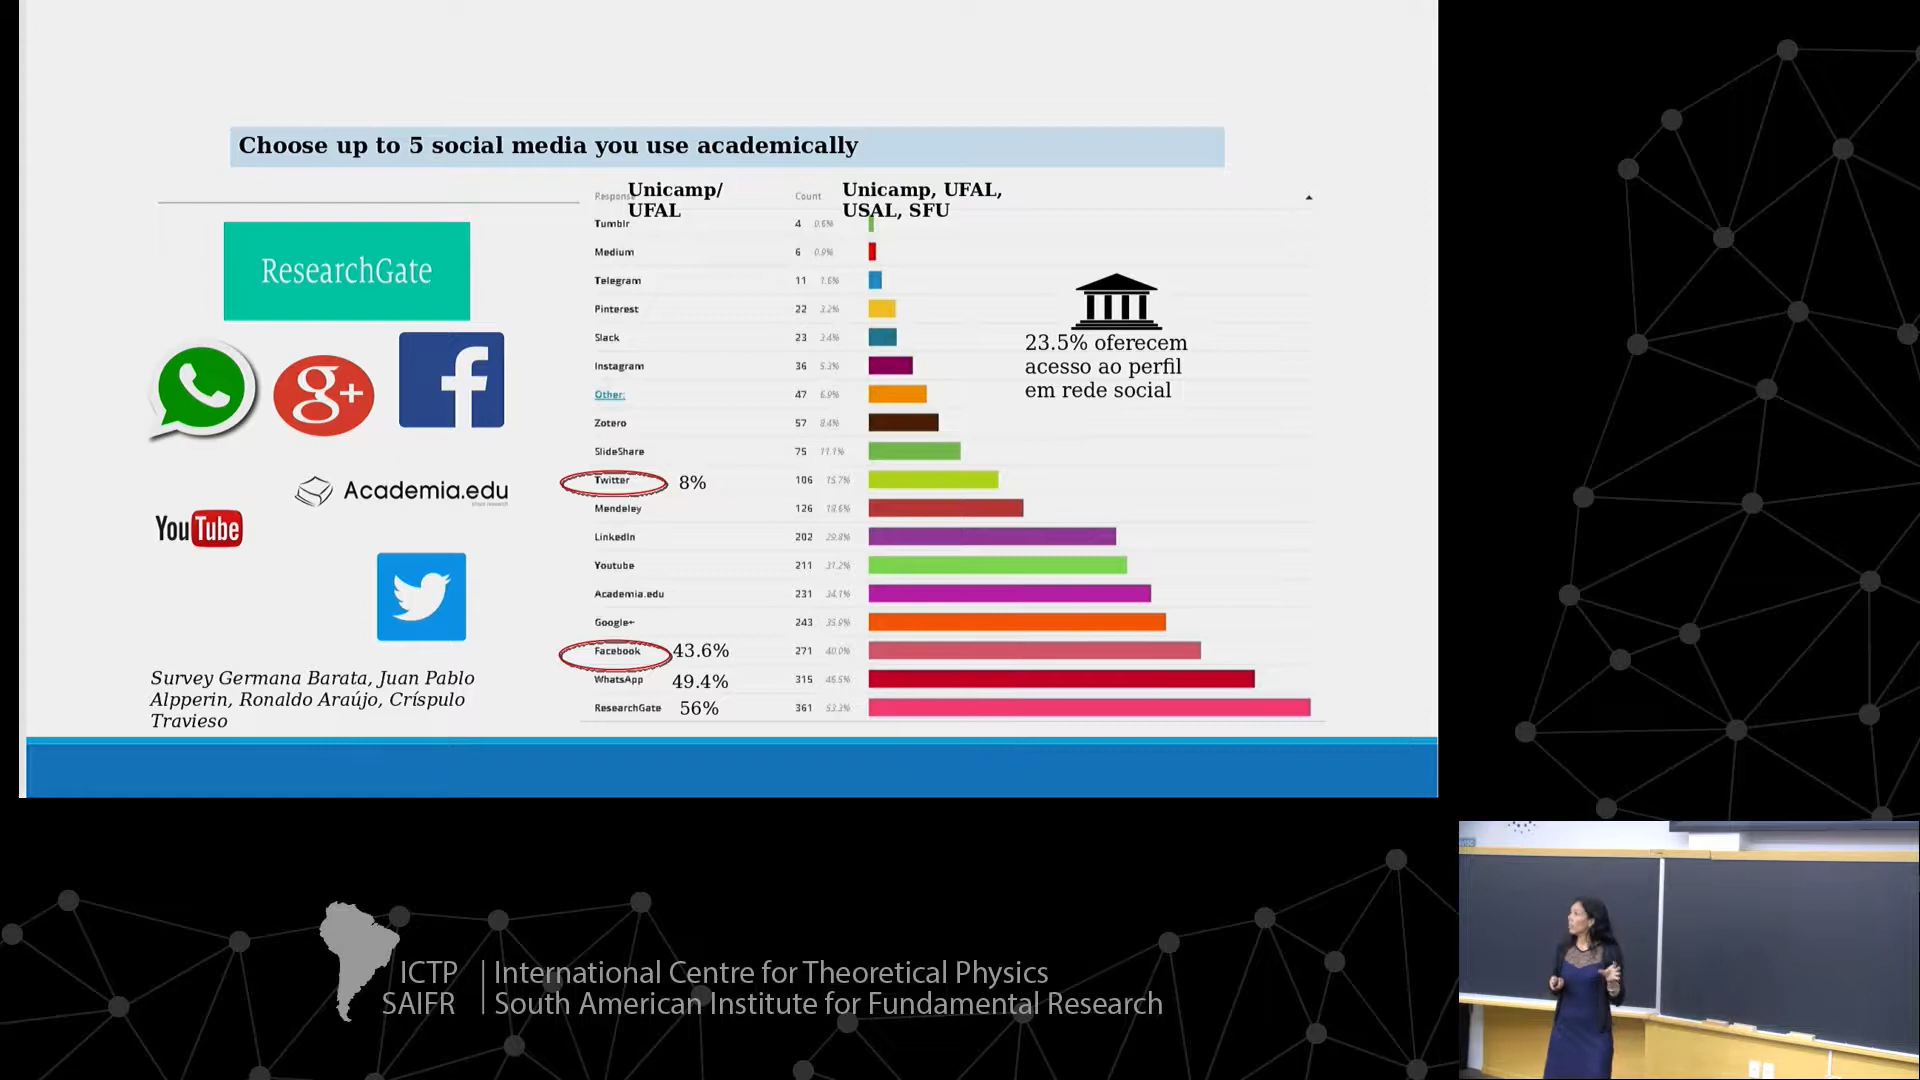 Choose up to 5 social media you use academically
Response
Unicamp/
UFAL
Count
Unicamp, UFAL,
USAL, SFU
Tumblr 4 0.6%
Medium 6 0.9%
Telegram 11 1.6%
Pinterest 22 3.2%
Slack 23 3.4%
Instagram 36 5.3%
Other: 47 6.9%
Zotero 57 8.4%
SlideShare 75 11.1%
Twitter 8% 106 15.7%
Mendeley 126 18.6%
LinkedIn 202 29.8%
Youtube 211 31.2%
Academia.edu 231 34.1%
Google+ 243 35.9%
Facebook 43.6% 271 40.0%
WhatsApp 49.4% 315 46.5%
ResearchGate 56% 361 53.3%
23.5% oferecem
acesso ao perfil
em rede social
ResearchGate
g+
f
Academia.edu
YouTube
Survey Germana Barata, Juan Pablo
Alpperin, Ronaldo Araújo, Críspulo
Travieso
ICTP International Centre for Theoretical Physics
SAIFR South American Institute for Fundamental Research